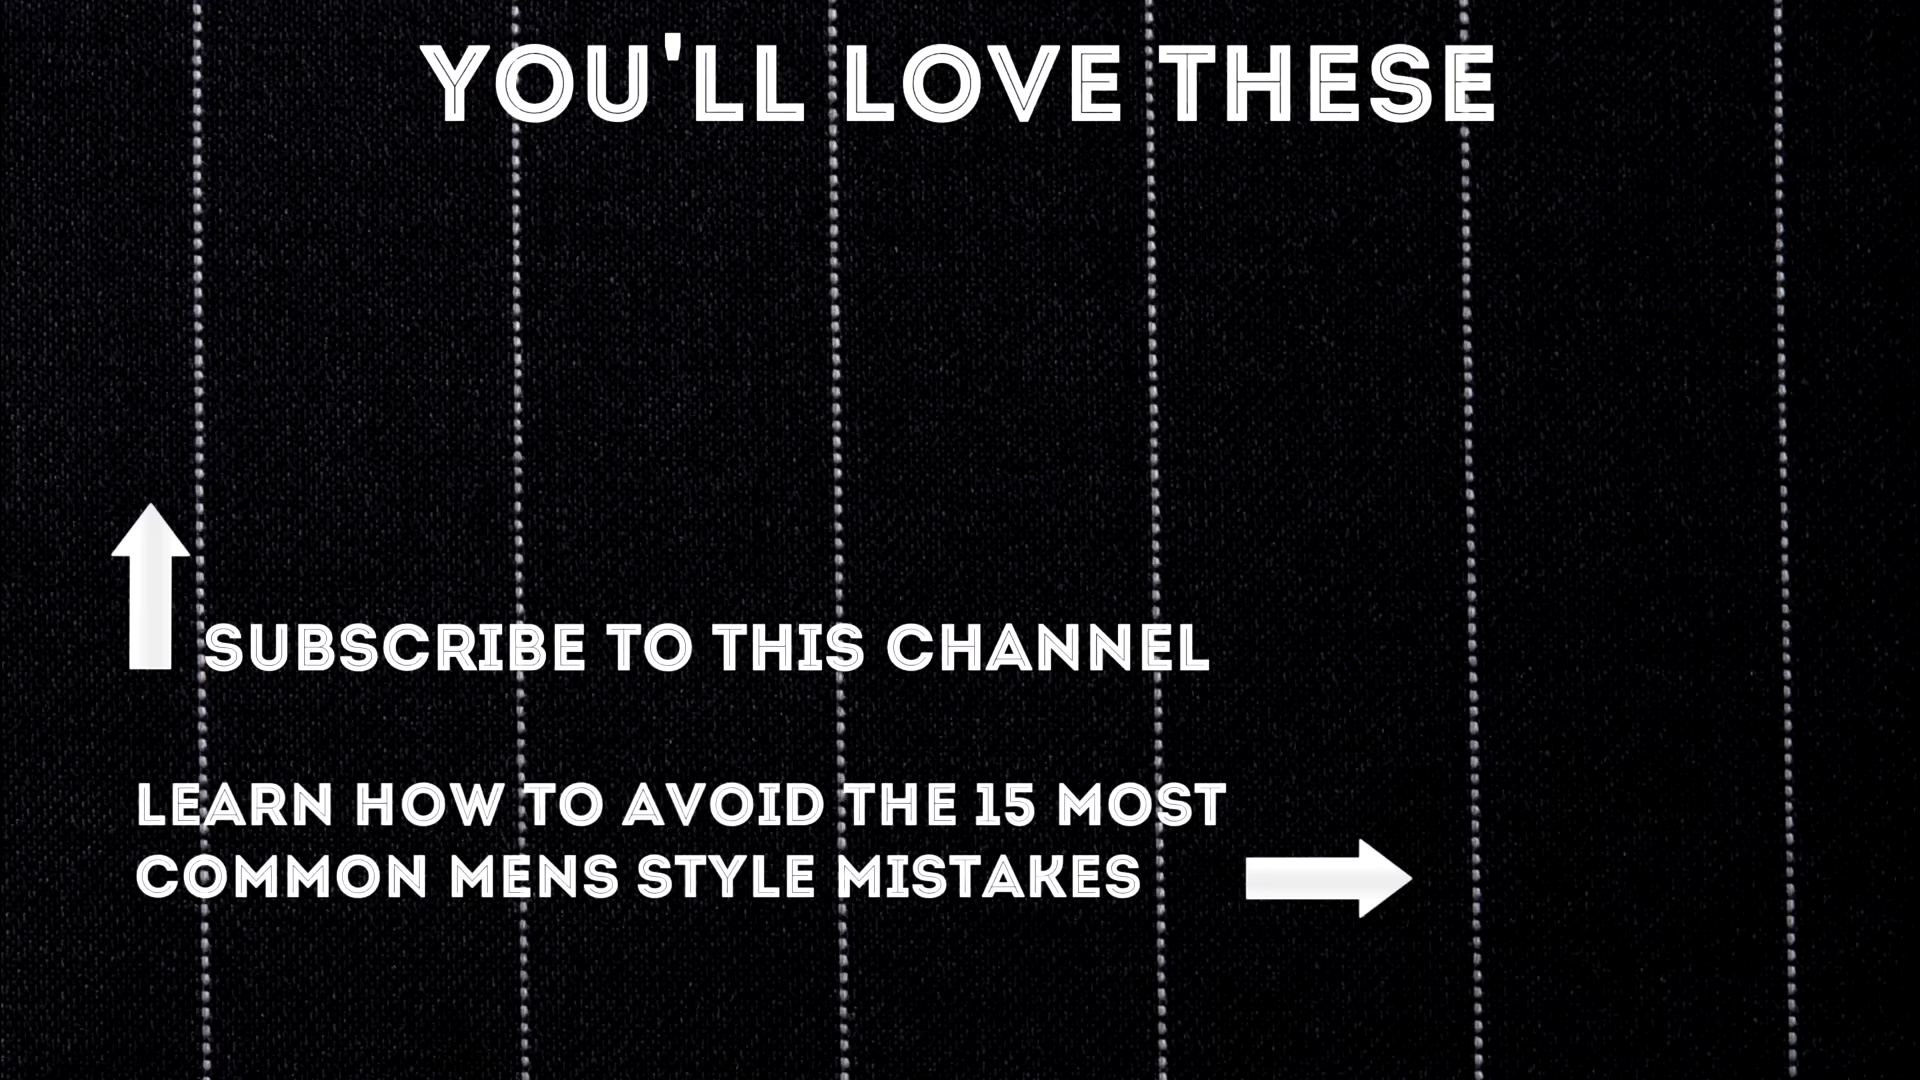 YOU'LL LOVE THESE
SUBSCRIBE TO THIS CHANNEL
LEARN HOW TO AVOID THE 15 MOST
COMMON MENS STYLE MISTAKES